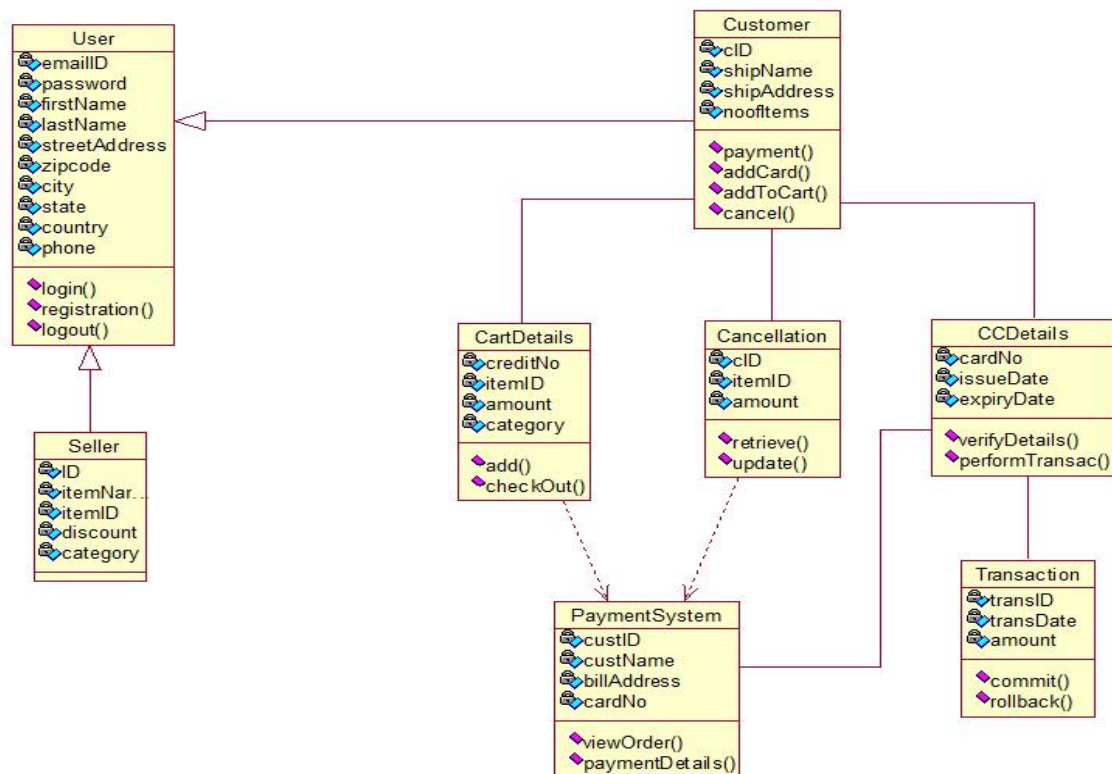 User
emailID
password
firstName
lastName
streetAddress
zipcode
city
state
country
phone
login()
registration()
logout()
Customer
cID
shipName
shipAddress
noofItems
payment()
addCard()
addToCart()
cancel()
CartDetails
creditNo
itemID
amount
category
add()
checkOut()
Cancellation
cID
itemID
amount
retrieve()
update()
CCDetails
cardNo
issueDate
expiryDate
verifyDetails()
performTransac()
Seller
ID
itemNar...
itemID
discount
category
PaymentSystem
custID
custName
billAddress
cardNo
viewOrder()
paymentDetails()
Transaction
transID
transDate
amount
commit()
rollback()